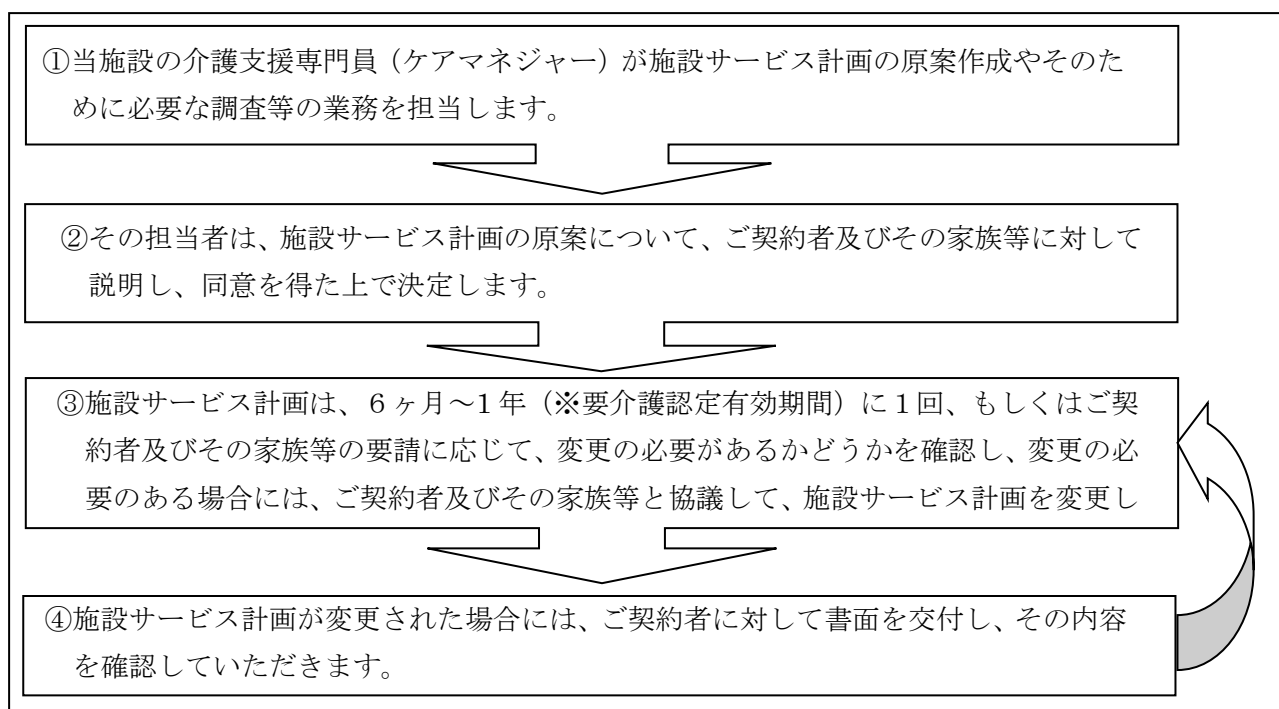 ①当施設の介護支援専門員（ケアマネジャー）が施設サービス計画の原案作成やそのた
めに必要な調査等の業務を担当します。
②その担当者は、施設サービス計画の原案について、ご契約者及びその家族等に対して
説明し、同意を得た上で決定します。
③施設サービス計画は、６ヶ月～1 年（※要介護認定有効期間）に１回、もしくはご契
約者及びその家族等の要請に応じて、変更の必要があるかどうかを確認し、変更の必
要のある場合には、ご契約者及びその家族等と協議して、施設サービス計画を変更し
④施設サービス計画が変更された場合には、ご契約者に対して書面を交付し、その内容
を確認していただきます。